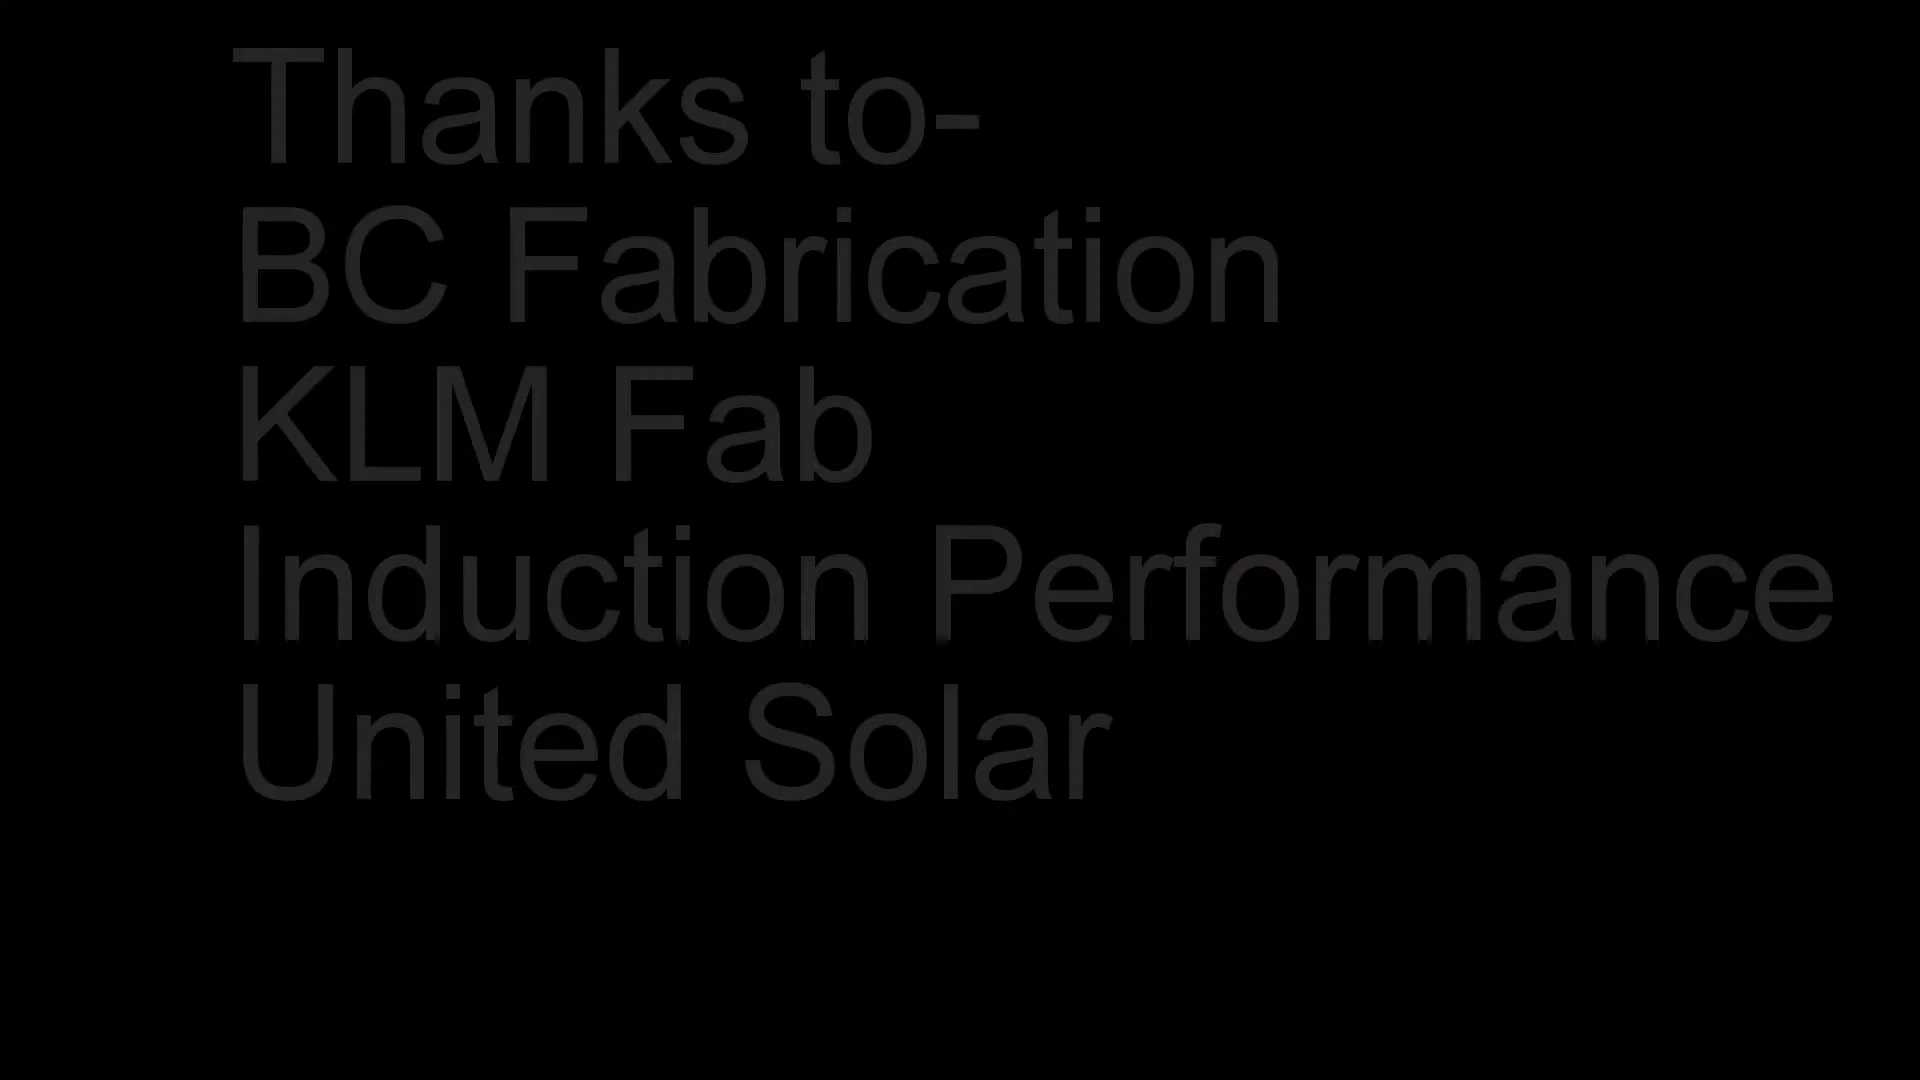 Thanks to-
BC Fabrication
KLM Fab
Induction Performance
United Solar